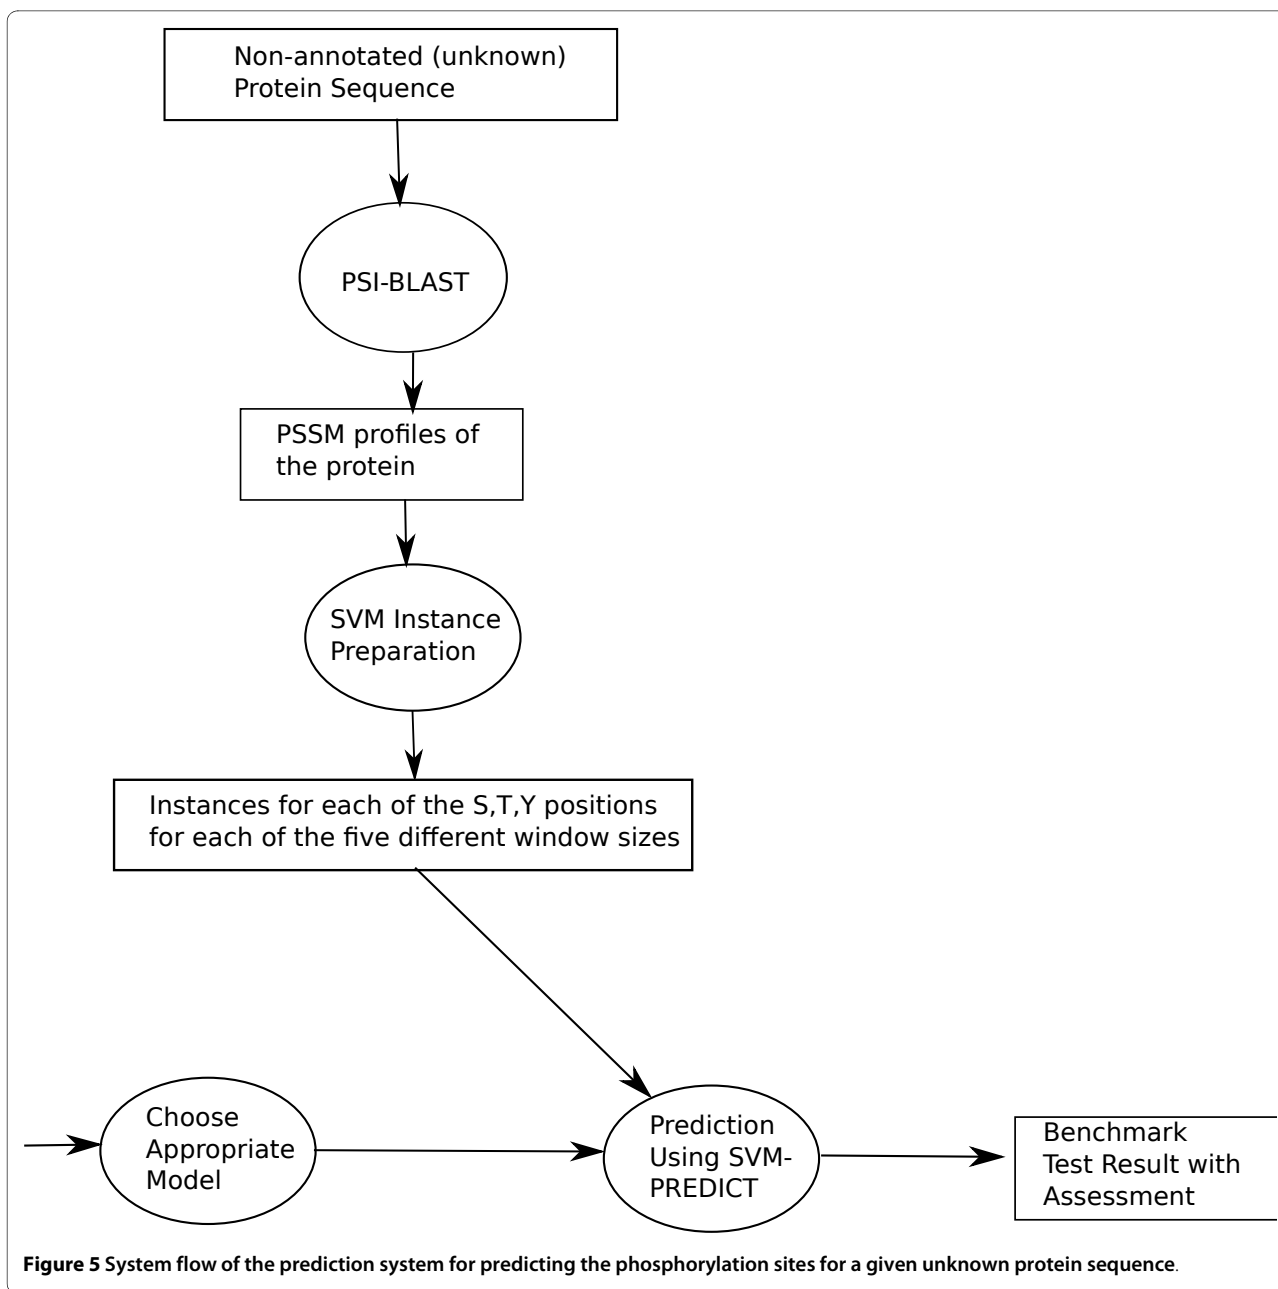 Non-annotated (unknown)
Protein Sequence
PSI-BLAST
PSSM profiles of
the protein
SVM Instance
Preparation
Instances for each of the S,T,Y positions
for each of the five different window sizes
Choose
Appropriate
Model
Prediction
Using SVM-
PREDICT
Benchmark
Test Result with
Assessment
Figure 5 System flow of the prediction system for predicting the phosphorylation sites for a given unknown protein sequence.